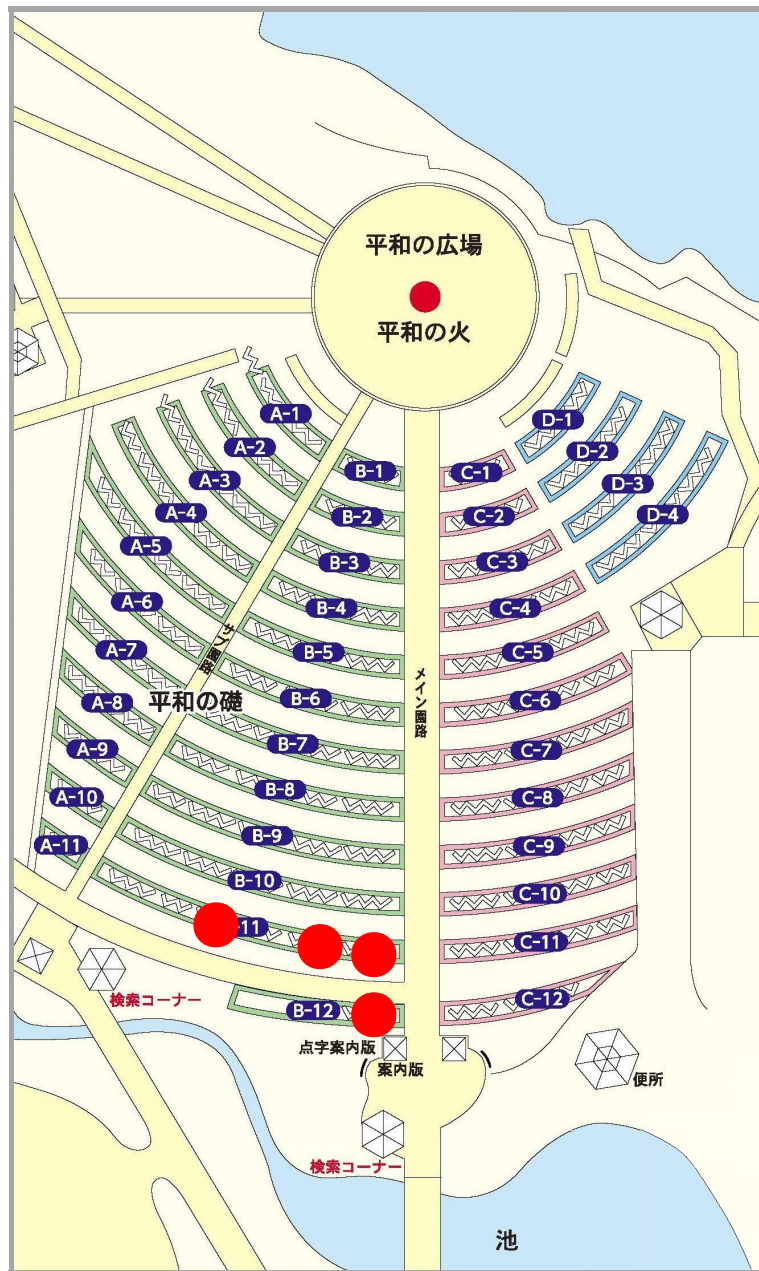 平和の広場
平和の火
A-1
A-2
A-3
A-4
A-5
A-6
A-7
A-8
A-9
A-10
A-11
B-1
B-2
B-3
B-4
B-5
B-6
B-7
B-8
B-9
B-10
-11
B-12
C-1
C-2
C-3
C-4
C-5
C-6
C-7
C-8
C-9
C-10
C-11
C-12
D-1
D-2
D-3
D-4
サブ園路
メイン園路
平和の礎
検索コーナー
点字案内版
案内版
便所
検索コーナー
池